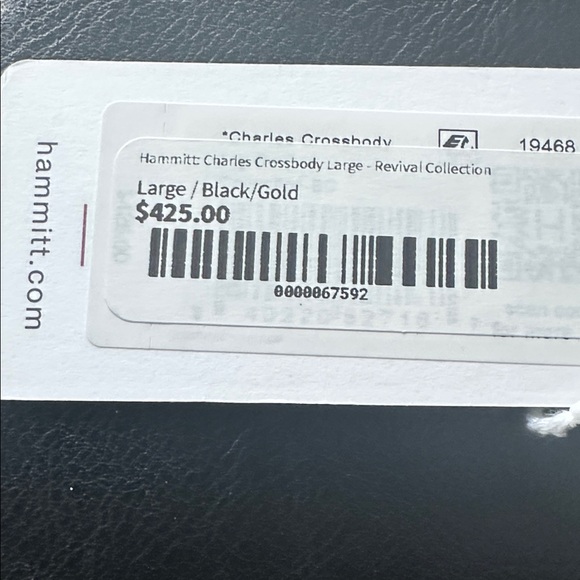 hammitt.com
*Charles Crossbody
19468
Hammitt: Charles Crossbody Large - Revival Collection
Large / Black/Gold
$425.00
0000067592